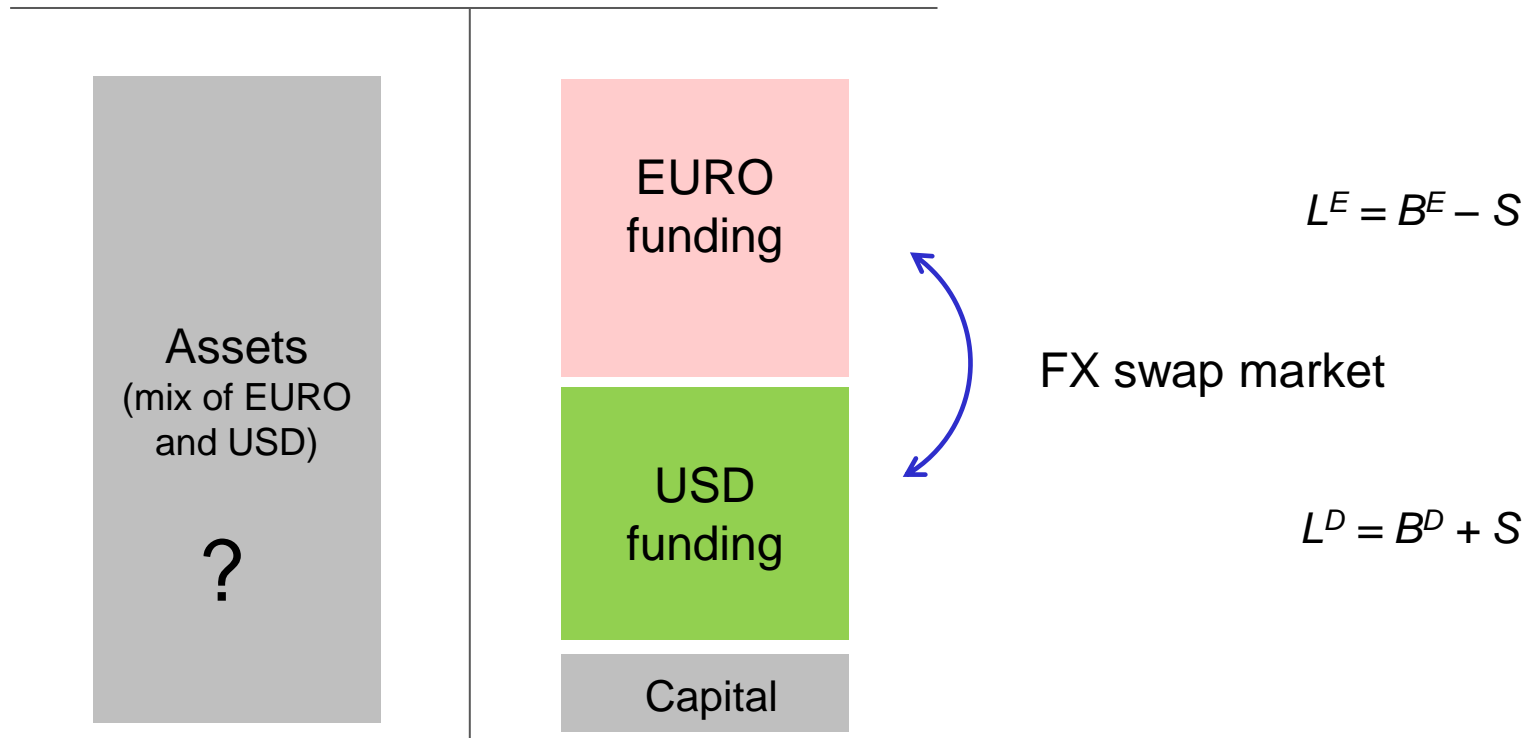 Assets
(mix of EURO
and USD)
?
EURO
funding
USD
funding
Capital
FX swap market
L^E = B^E – S
L^D = B^D + S